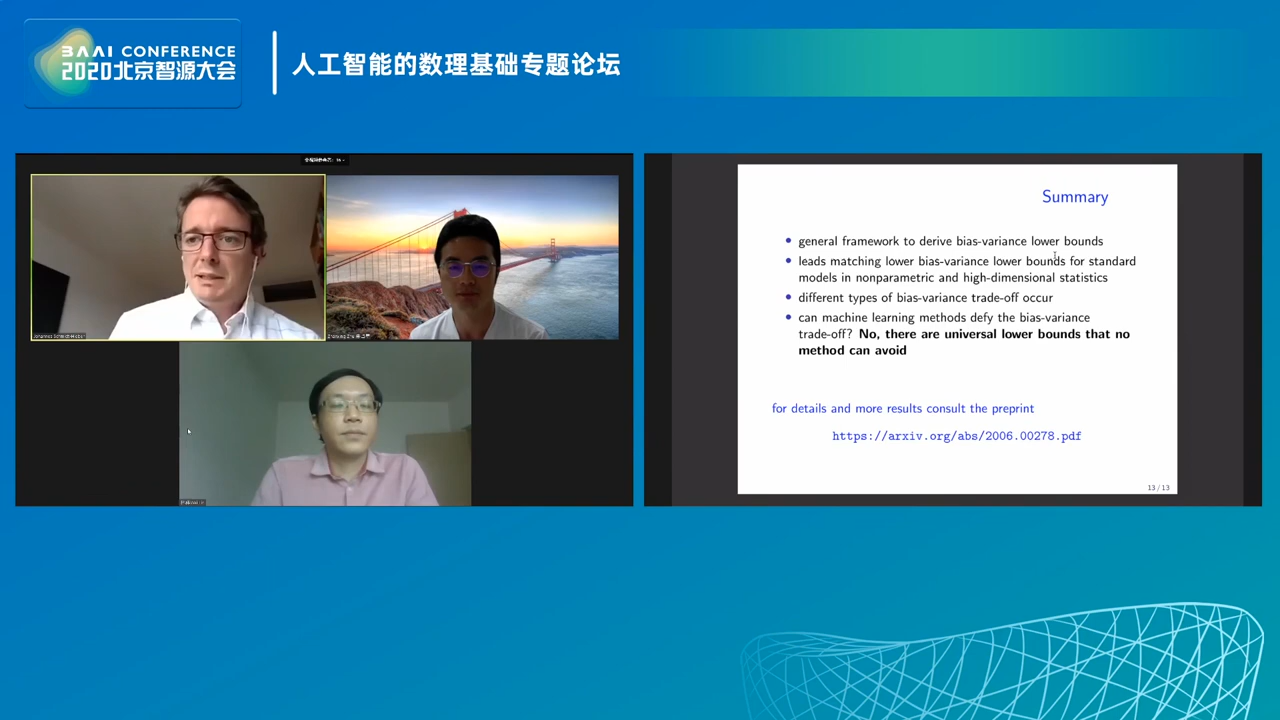 BAAI CONFERENCE
2020北京智源大会
人工智能的数理基础专题论坛
Johannes Schmidt-Hieber
Summary
• general framework to derive bias-variance lower bounds
• leads matching lower bias-variance lower bounds for standard
models in nonparametric and high-dimensional statistics
• different types of bias-variance trade-off occur
• can machine learning methods defy the bias-variance
trade-off? No, there are universal lower bounds that no
method can avoid
for details and more results consult the preprint
https://arxiv.org/abs/2006.00278.pdf
13 / 13